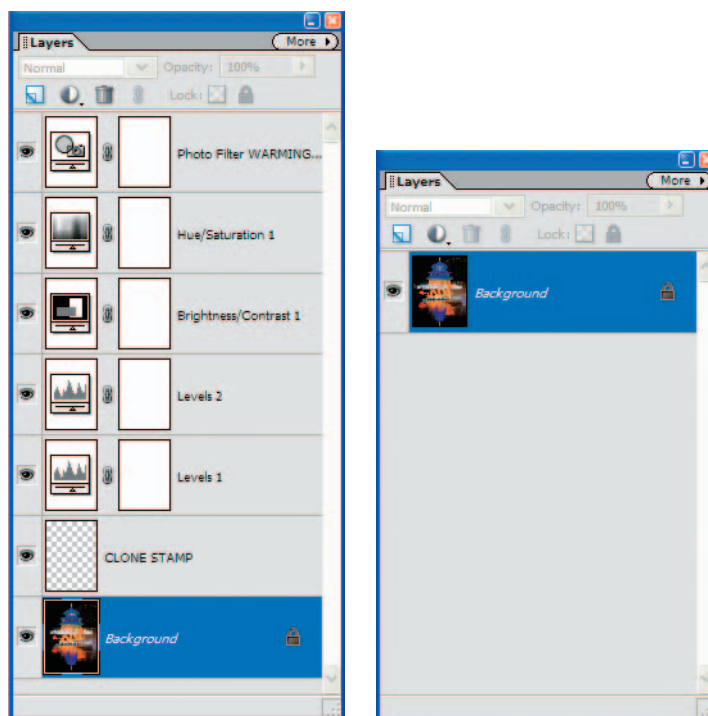 Layers More
Normal Opacity: 100%
Lock:
Photo Filter WARMING...
Hue/Saturation 1
Brightness/Contrast 1
Levels 2
Levels 1
CLONE STAMP
Background
Layers More
Normal Opacity: 100%
Lock:
Background